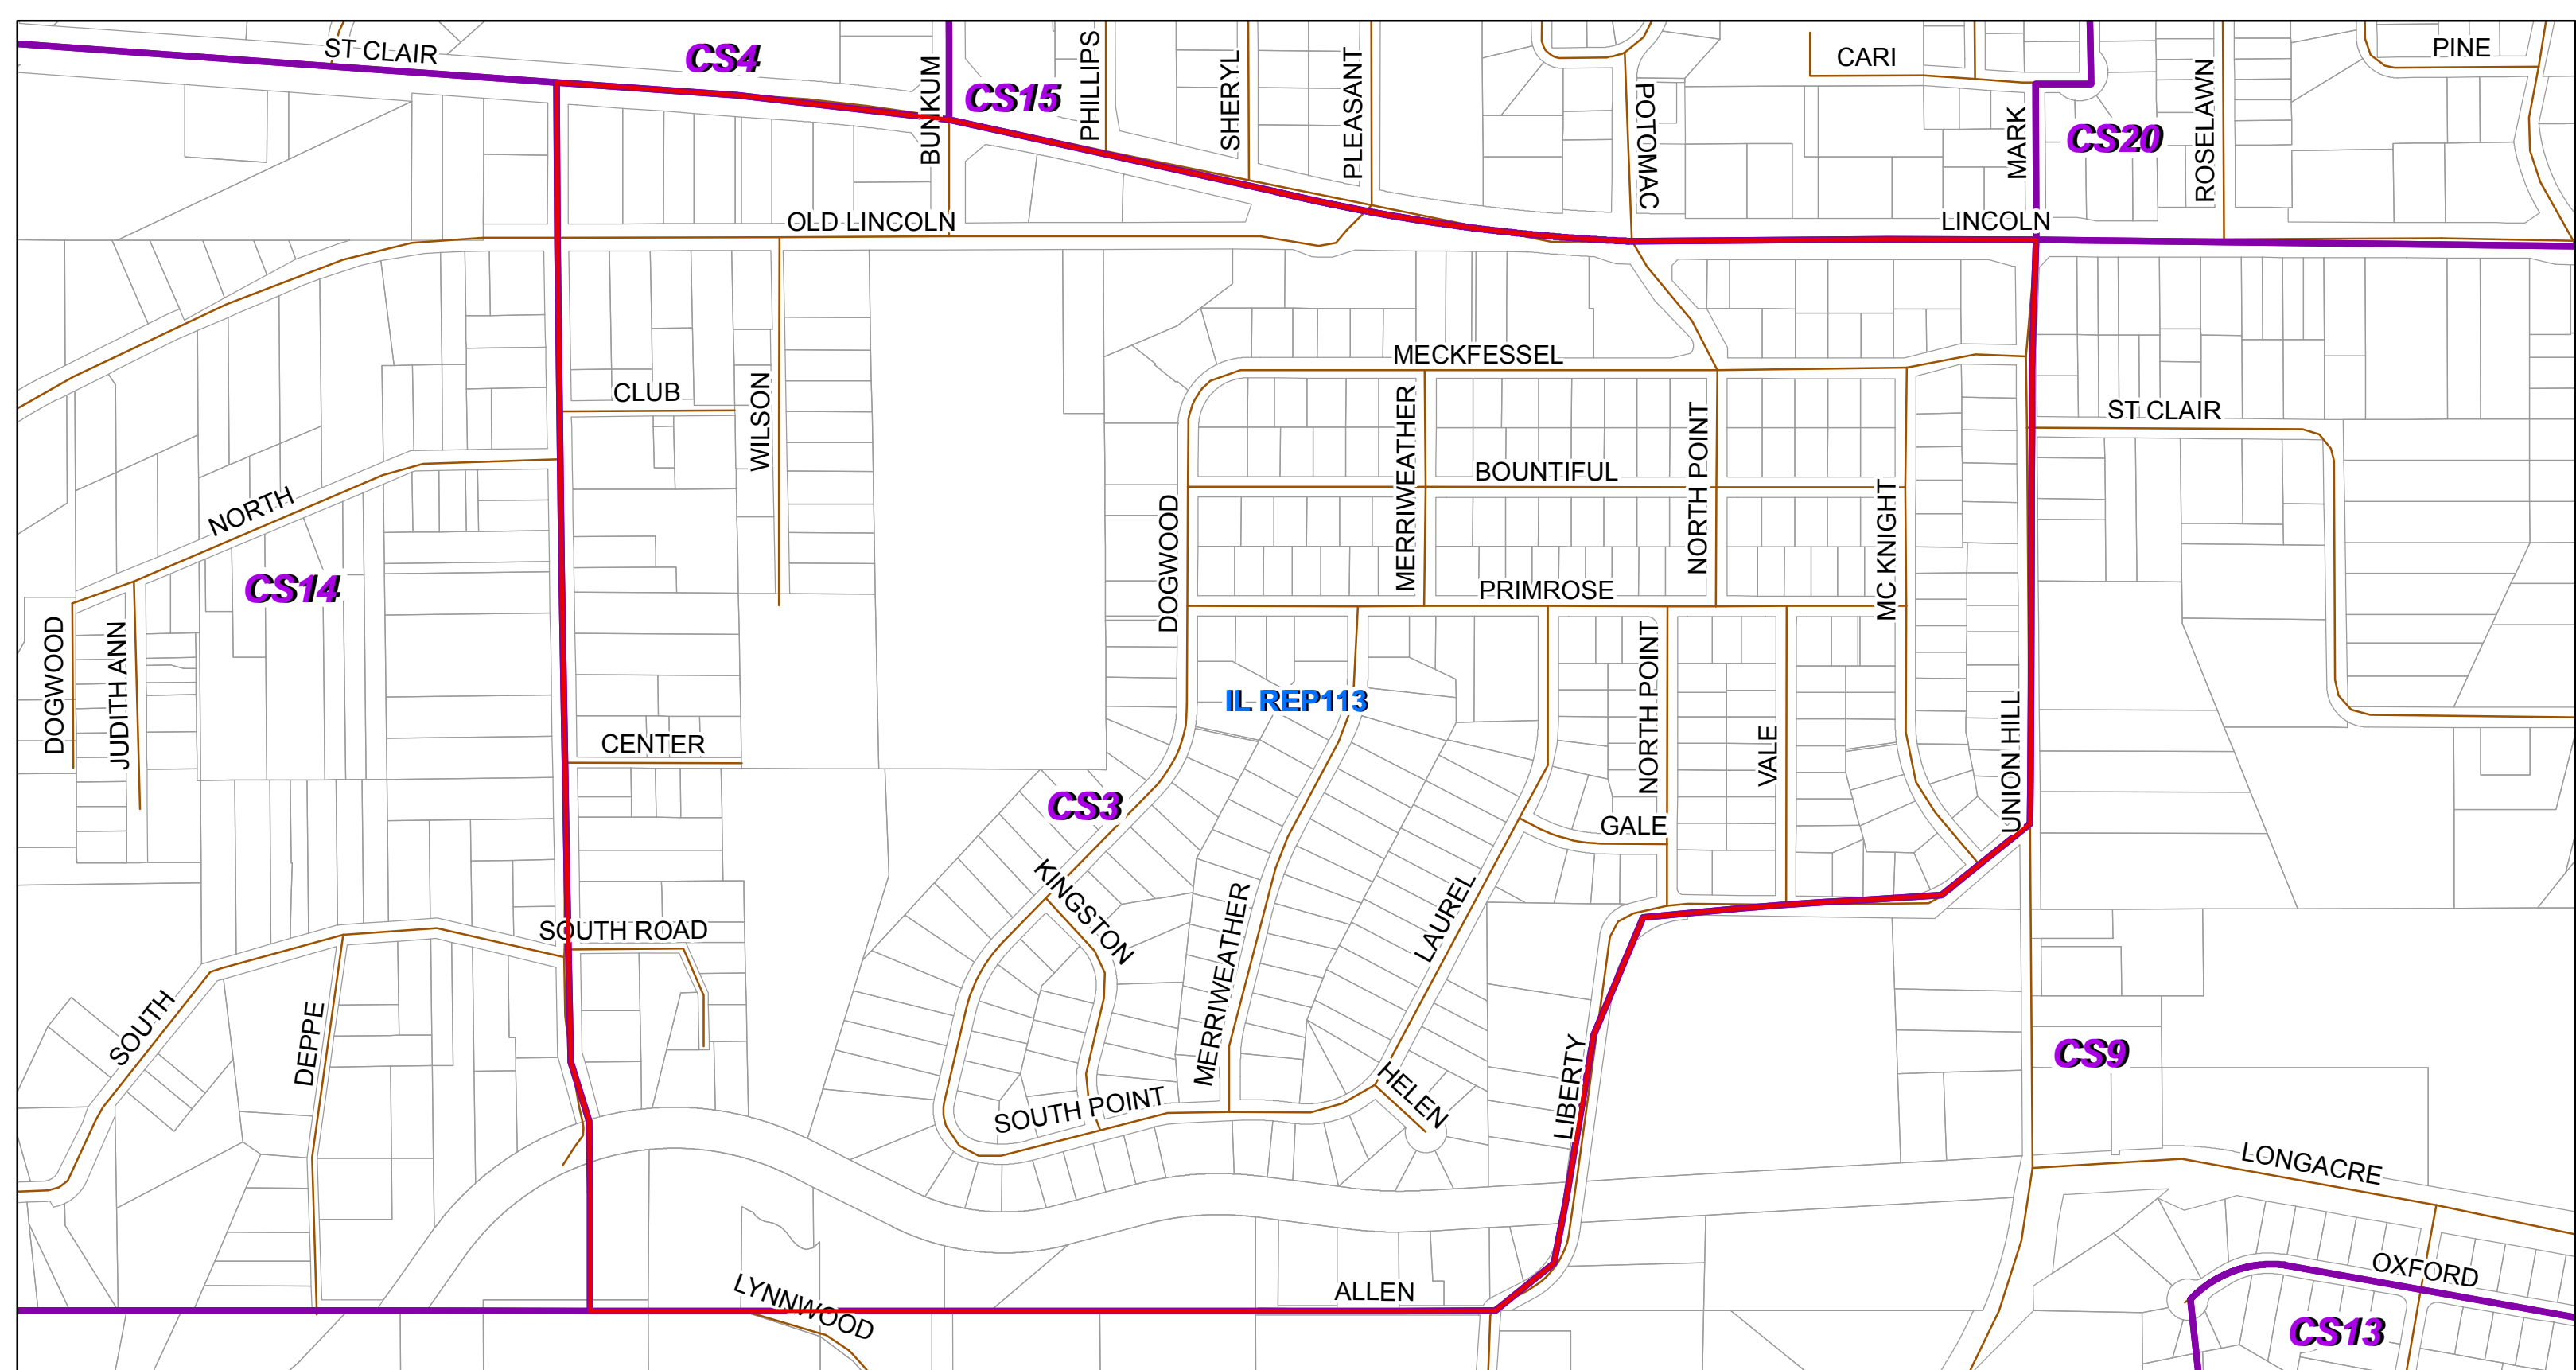 ST CLAIR
CS4
BUNKUM
CS15
PHILLIPS
SHERYL
PLEASANT
POTOMAC
CARI
MARK
CS20
ROSELAWN
PINE
OLD LINCOLN
LINCOLN
MECKFESSEL
CLUB
WILSON
MERRIWEATHER
NORTH POINT
ST CLAIR
BOUNTIFUL
NORTH
DOGWOOD
MC KNIGHT
CS14
PRIMROSE
DOGWOOD
JUDITH ANN
IL REP113
NORTH POINT
VALE
UNION HILL
CENTER
CS3
GALE
KINGSTON
LAUREL
SOUTH ROAD
MERRIWEATHER
SOUTH
DEPPE
LIBERTY
CS9
HELEN
SOUTH POINT
LONGACRE
OXFORD
LYNNWOOD
ALLEN
CS13